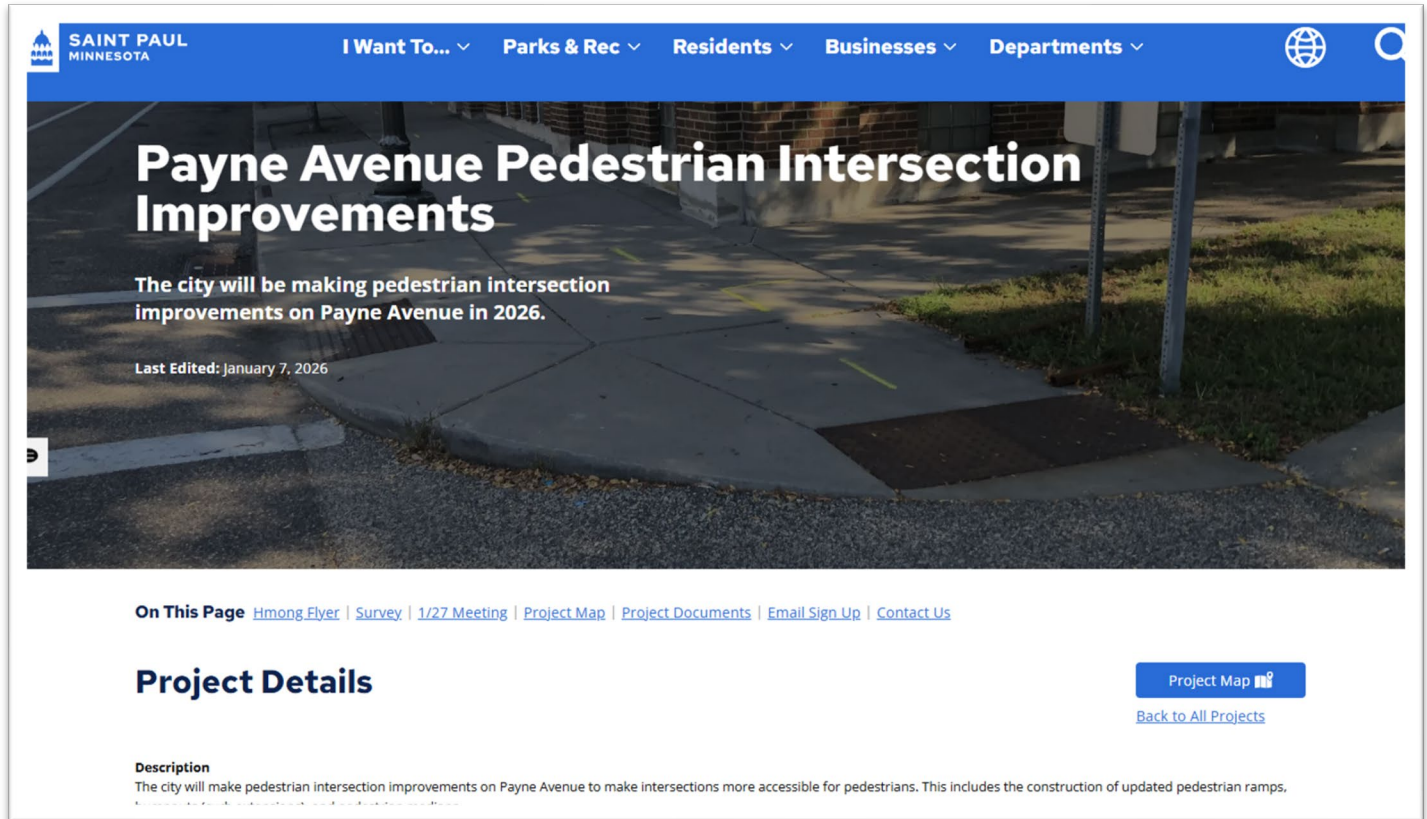 SAINT PAUL
MINNESOTA
I Want To...
Parks & Rec
Residents
Businesses
Departments
Payne Avenue Pedestrian Intersection
Improvements
The city will be making pedestrian intersection
improvements on Payne Avenue in 2026.
Last Edited: January 7, 2026
On This Page Hmong Flyer | Survey | 1/27 Meeting | Project Map | Project Documents | Email Sign Up | Contact Us
Project Details
Project Map
Back to All Projects
Description
The city will make pedestrian intersection improvements on Payne Avenue to make intersections more accessible for pedestrians. This includes the construction of updated pedestrian ramps,